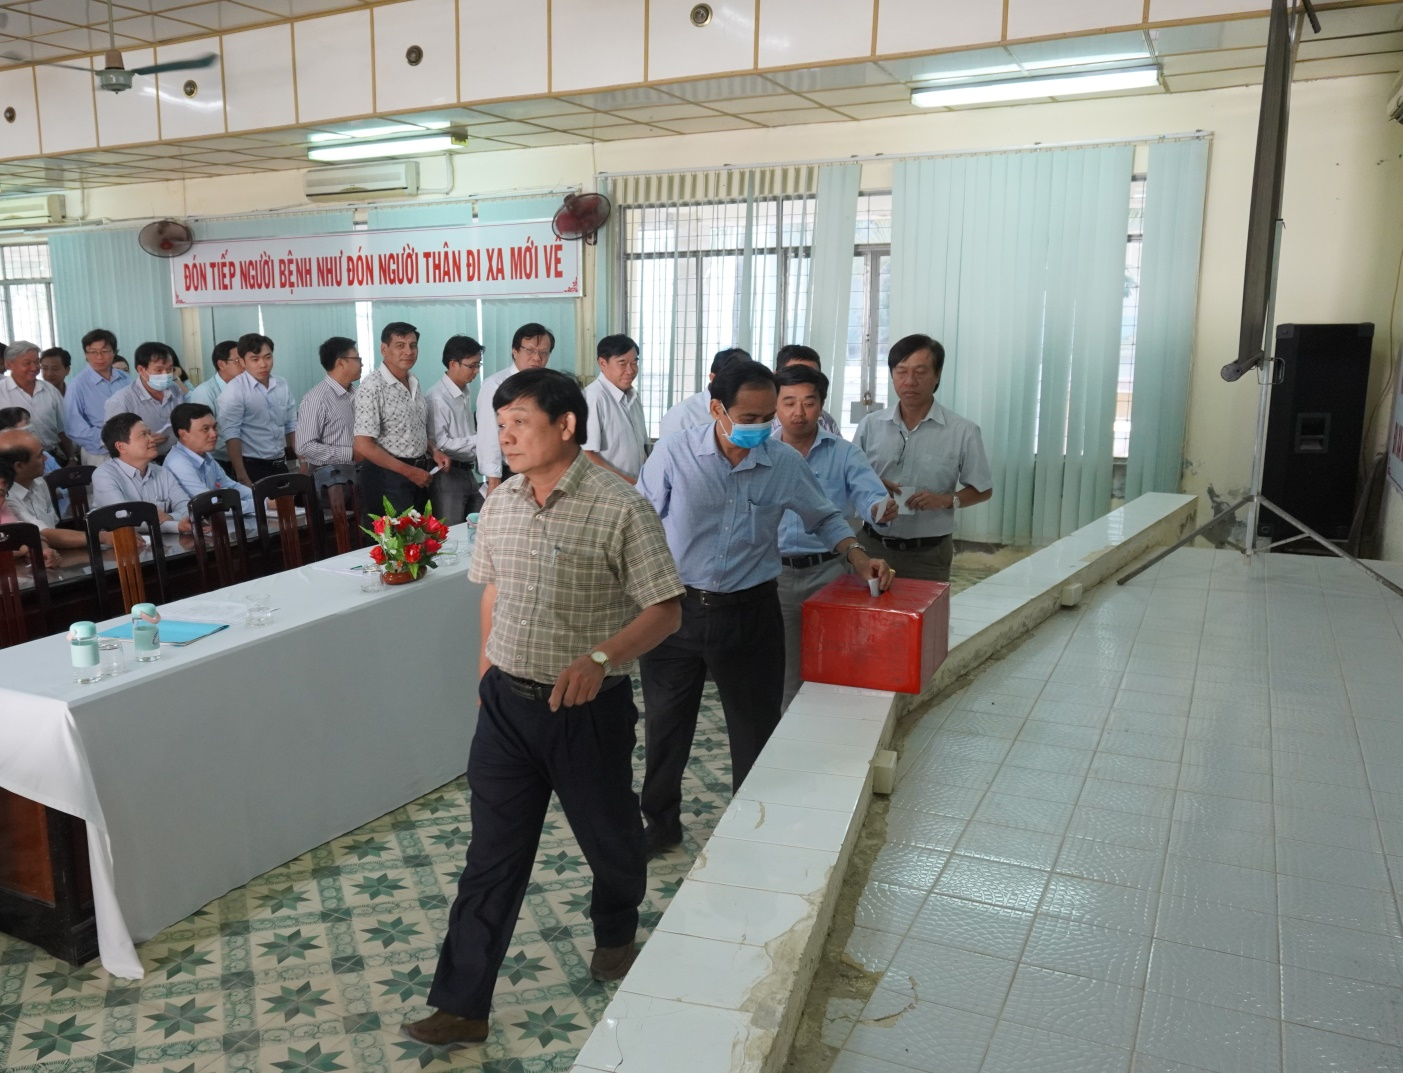 ĐÓN TIẾP NGƯỜI BỆNH NHƯ ĐÓN NGƯỜI THÂN ĐI XA MỚI VỀ